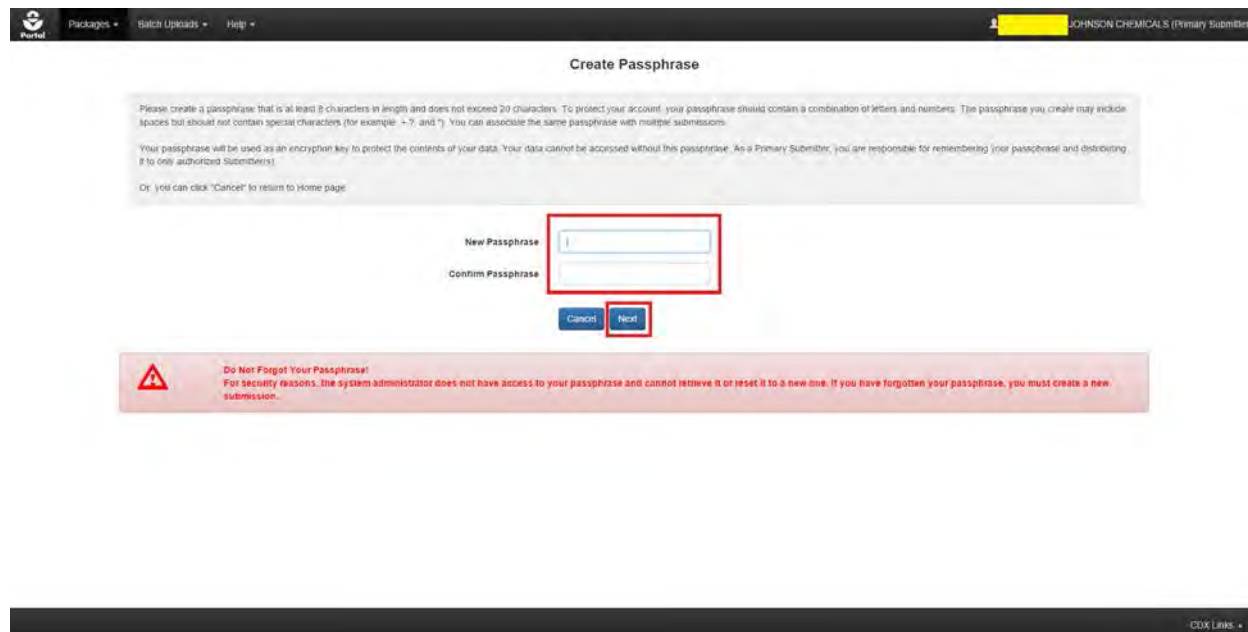 Portal
Packages
Batch Uploads
Help
JOHNSON CHEMICALS (Primary Submitter
Create Passphrase
Please create a passphrase that is at least 8 characters in length and does not exceed 20 characters. To protect your account, your passphrase should contain a combination of letters and numbers. The passphrase you create may include
spaces but should not contain special characters (for example: + ? and *). You can associate the same passphrase with multiple submissions.
Your passphrase will be used as an encryption key to protect the contents of your data. Your data cannot be accessed without this passphrase. As a Primary Submitter, you are responsible for remembering your passphrase and distributing
it to only authorized Submitter(s).
Or, you can click "Cancel" to return to Home page.
New Passphrase
Confirm Passphrase
Cancel Next
Do Not Forgot Your Passphrase!
For security reasons, the system administrator does not have access to your passphrase and cannot retrieve it or reset it to a new one. If you have forgotten your passphrase, you must create a new
submission.
CDX Links